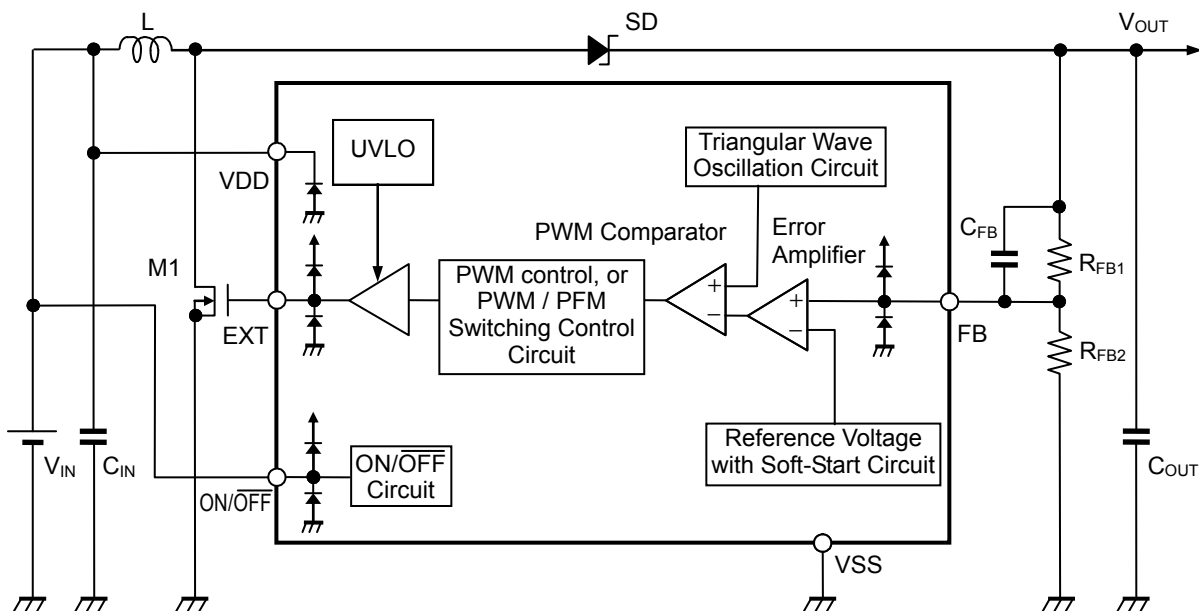 L
SD
VOUT
UVLO
Triangular Wave
Oscillation Circuit
VDD
PWM Comparator
Error
Amplifier
CFB
RFB1
M1
PWM control, or
PWM / PFM
Switching Control
Circuit
+
−
+
−
EXT
FB
RFB2
VIN
CIN
ON/OFF
ON/OFF
Circuit
Reference Voltage
with Soft-Start Circuit
COUT
VSS